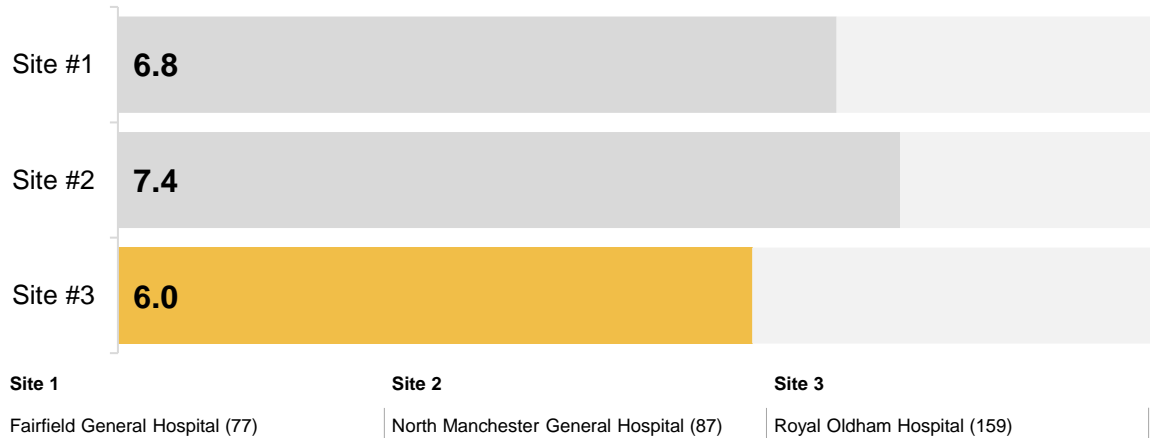 Site #1 6.8
Site #2 7.4
Site #3 6.0
Site 1 Site 2 Site 3
Fairfield General Hospital (77) North Manchester General Hospital (87) Royal Oldham Hospital (159)